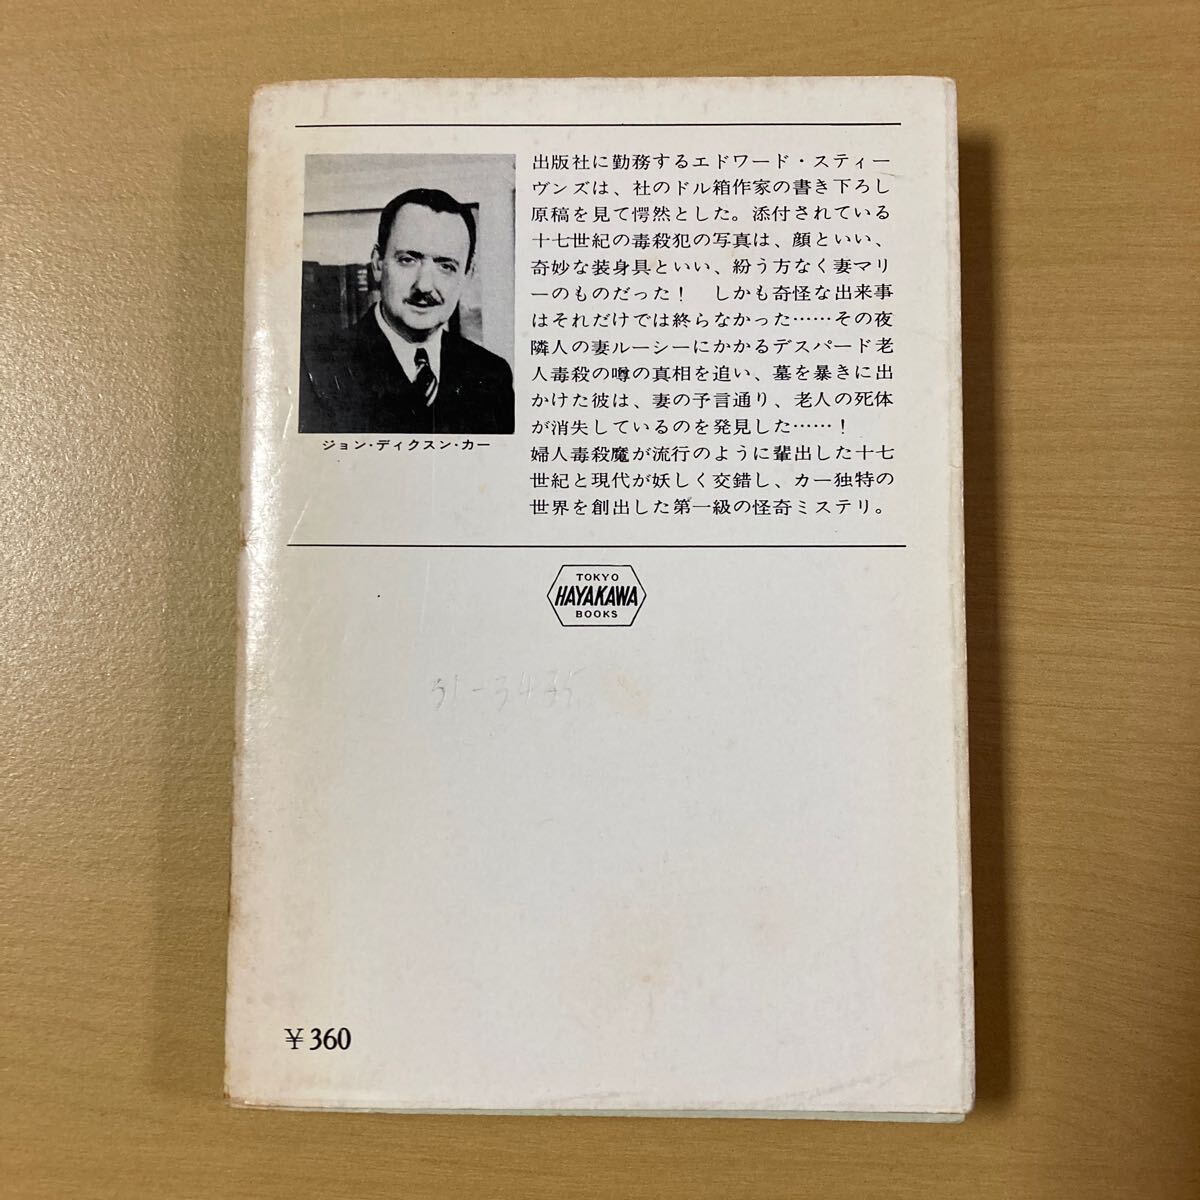 出版社に勤務するエドワード・スティー
ヴンズは、社のドル箱作家の書き下ろし
原稿を見て愕然とした。添付されている
十七世紀の毒殺犯の写真は、顔といい、
奇妙な装身具といい、紛う方なく妻マリ
ーのものだった！　しかも奇怪な出来事
はそれだけでは終らなかった……その夜
隣人の妻ルーシーにかかるデスパード老
人毒殺の噂の真相を追い、墓を暴きに出
かけた彼は、妻の予言通り、老人の死体
が消失しているのを発見した……！
婦人毒殺魔が流行のように輩出した十七
世紀と現代が妖しく交錯し、カー独特の
世界を創出した第一級の怪奇ミステリ。
ジョン・ディクスン・カー
TOKYO
HAYAKAWA
BOOKS
¥360